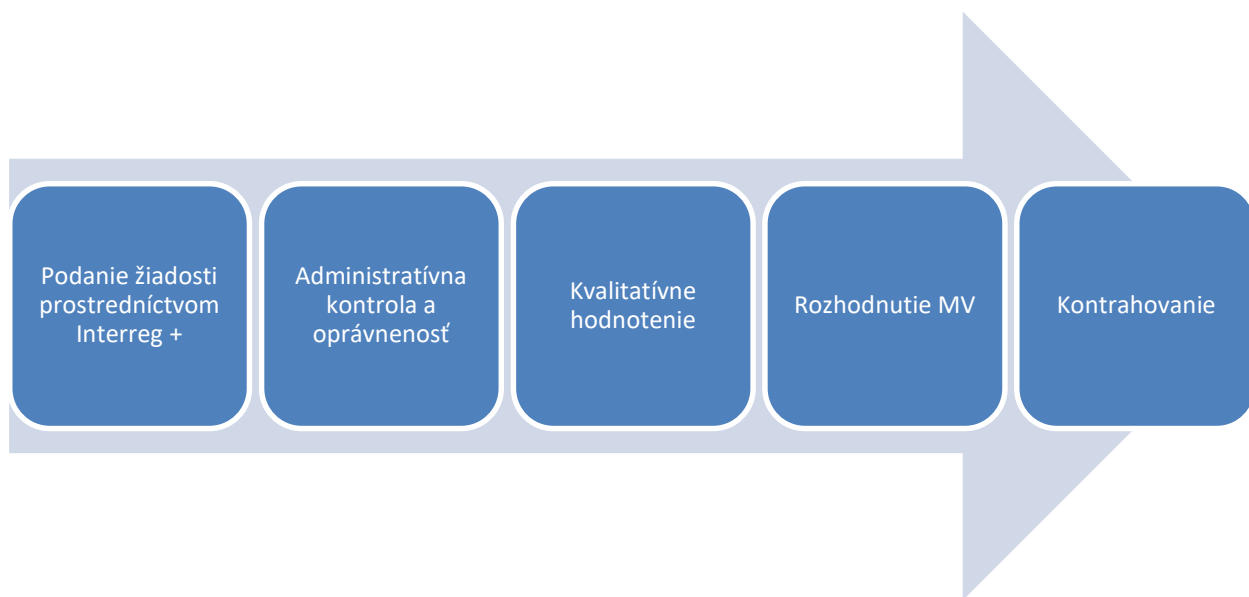 Podanie žiadosti
prostredníctvom
Interreg +
Administratívna
kontrola a
oprávnenosť
Kvalitatívne
hodnotenie
Rozhodnutie MV
Kontrahovanie